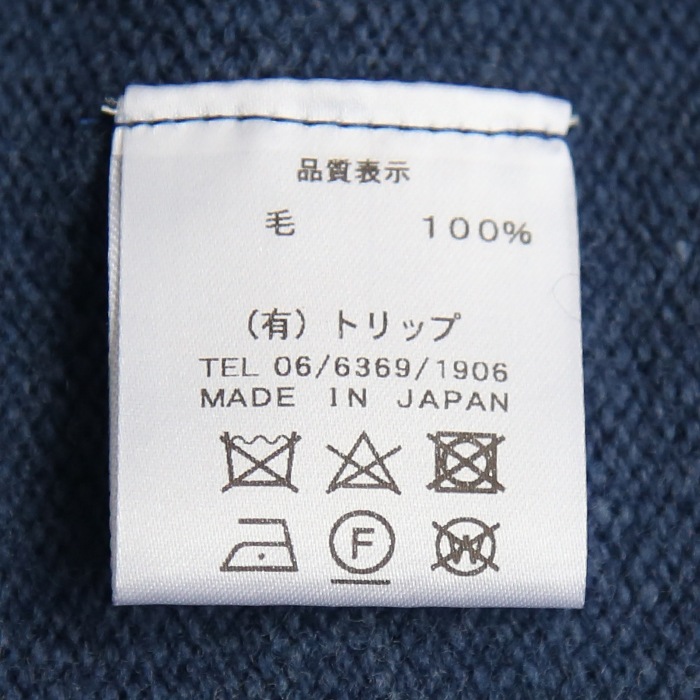 品質表示
毛 100%
(有)トリップ
TEL 06/6369/1906
MADE IN JAPAN
F W